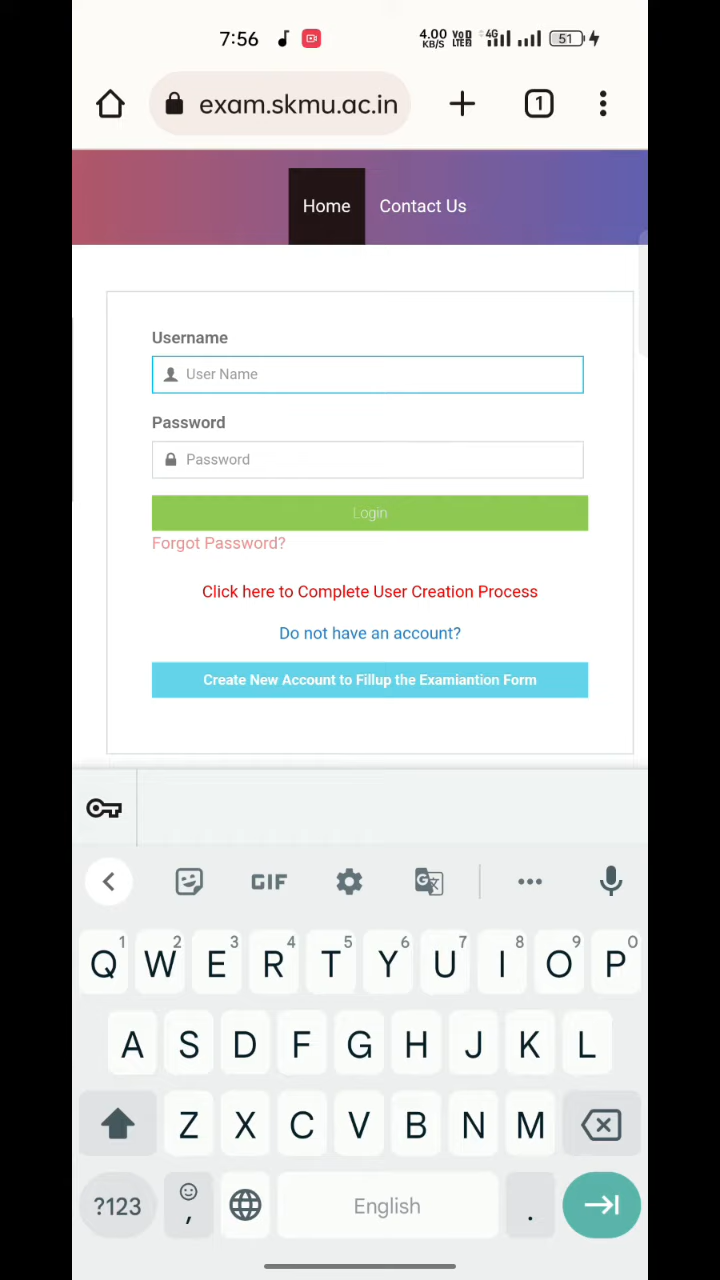 7:56 4.00 KB/S VoD LTE2 4G 51
exam.skmu.ac.in 1
Home Contact Us
Username
User Name
Password
Password
Login
Forgot Password?
Click here to Complete User Creation Process
Do not have an account?
Create New Account to Fillup the Examiantion Form
GIF G
1 2 3 4 5 6 7 8 9 0
Q W E R T Y U I O P
A S D F G H J K L
Z X C V B N M
?123 , English .